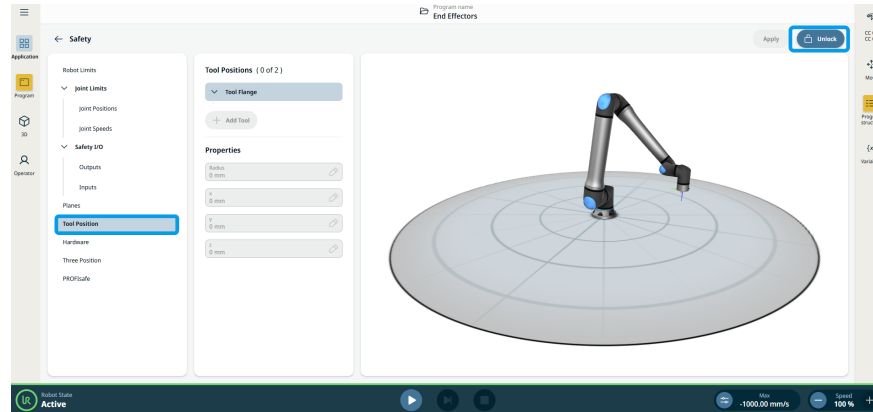 Program name
End Effectors
Safety
Apply
Unlock
Application
Program
3D
Operator
Robot Limits
Joint Limits
Joint Positions
Joint Speeds
Safety I/O
Outputs
Inputs
Planes
Tool Position
Hardware
Three Position
PROFIsafe
Tool Positions ( 0 of 2 )
Tool Flange
Add Tool
Properties
Radius
0 mm
X
0 mm
Y
0 mm
Z
0 mm
UR
Robot State
Active
Max
-1000.00 mm/s
Speed
100 %